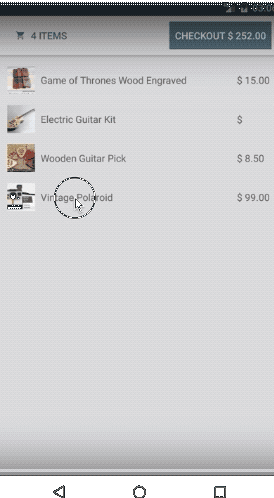 4 ITEMS
CHECKOUT $ 252.00
Game of Thrones Wood Engraved $ 15.00
Electric Guitar Kit $
Wooden Guitar Pick $ 8.50
Vintage Polaroid $ 99.00